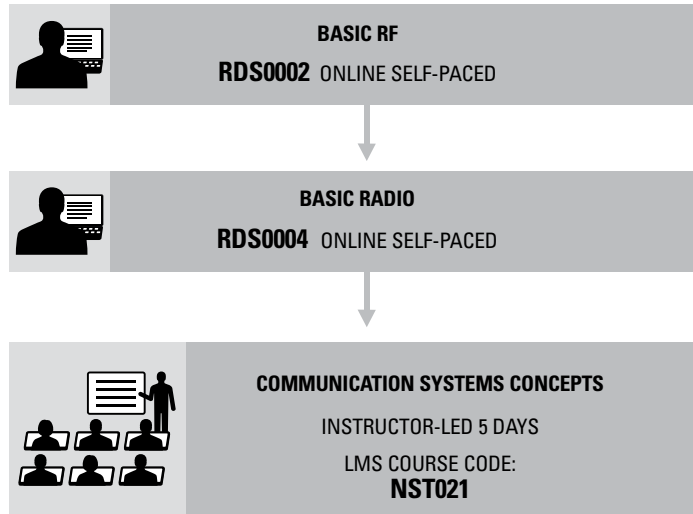 BASIC RF
RDS0002 ONLINE SELF-PACED
BASIC RADIO
RDS0004 ONLINE SELF-PACED
COMMUNICATION SYSTEMS CONCEPTS
INSTRUCTOR-LED 5 DAYS
LMS COURSE CODE:
NST021